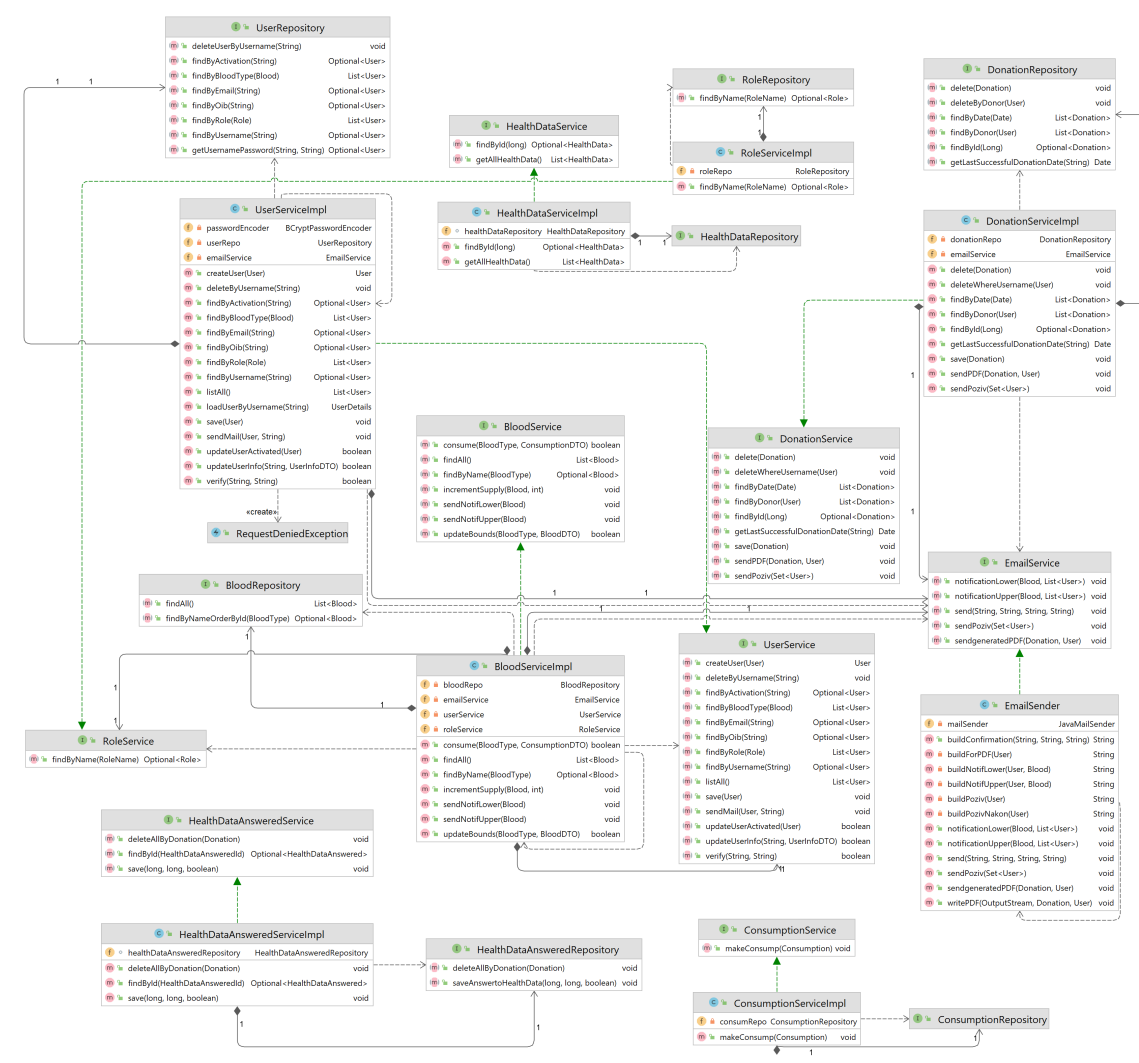 UserRepository
deleteUserByUsername(String) void
findByActivation(String) Optional<User>
findByBloodType(Blood) List<User>
findByEmail(String) Optional<User>
findByOib(String) Optional<User>
findByRole(Role) List<User>
findByUsername(String) Optional<User>
getUsernamePassword(String, String) Optional<User>
1 1
RoleRepository
findByName(RoleName) Optional<Role>
1
1
DonationRepository
delete(Donation) void
deleteByDonor(User) void
findByDate(Date) List<Donation>
findByDonor(User) List<Donation>
findById(Long) Optional<Donation>
getLastSuccessfulDonationDate(String) Date
HealthDataService
findById(long) Optional<HealthData>
getAllHealthData() List<HealthData>
RoleServiceImpl
roleRepo RoleRepository
findByName(RoleName) Optional<Role>
UserServiceImpl
passwordEncoder BCryptPasswordEncoder
userRepo UserRepository
emailService EmailService
createUser(User) User
deleteByUsername(String) void
findByActivation(String) Optional<User>
findByBloodType(Blood) List<User>
findByEmail(String) Optional<User>
findByOib(String) Optional<User>
findByRole(Role) List<User>
findByUsername(String) Optional<User>
listAll() List<User>
loadUserByUsername(String) UserDetails
save(User) void
sendMail(User, String) void
updateUserActivated(User) boolean
updateUserInfo(String, UserInfoDTO) boolean
verify(String, String) boolean
HealthDataServiceImpl
healthDataRepository HealthDataRepository
findById(long) Optional<HealthData>
getAllHealthData() List<HealthData>
1 1
HealthDataRepository
DonationServiceImpl
donationRepo DonationRepository
emailService EmailService
delete(Donation) void
deleteWhereUsername(User) void
findByDate(Date) List<Donation>
findByDonor(User) List<Donation>
findById(Long) Optional<Donation>
getLastSuccessfulDonationDate(String) Date
save(Donation) void
sendPDF(Donation, User) void
sendPoziv(Set<User>) void
1
1
BloodService
consume(BloodType, ConsumptionDTO) boolean
findAll() List<Blood>
findByName(BloodType) Optional<Blood>
incrementSupply(Blood, int) void
sendNotifLower(Blood) void
sendNotifUpper(Blood) void
updateBounds(BloodType, BloodDTO) boolean
DonationService
delete(Donation) void
deleteWhereUsername(User) void
findByDate(Date) List<Donation>
findByDonor(User) List<Donation>
findById(Long) Optional<Donation>
getLastSuccessfulDonationDate(String) Date
save(Donation) void
sendPDF(Donation, User) void
sendPoziv(Set<User>) void
«create»
RequestDeniedException
EmailService
notificationLower(Blood, List<User>) void
notificationUpper(Blood, List<User>) void
send(String, String, String, String) void
sendPoziv(Set<User>) void
sendgeneratedPDF(Donation, User) void
BloodRepository
findAll() List<Blood>
findByNameOrderById(BloodType) Optional<Blood>
1 1
1 1
1
1
1
1
BloodServiceImpl
bloodRepo BloodRepository
emailService EmailService
userService UserService
roleService RoleService
consume(BloodType, ConsumptionDTO) boolean
findAll() List<Blood>
findByName(BloodType) Optional<Blood>
incrementSupply(Blood, int) void
sendNotifLower(Blood) void
sendNotifUpper(Blood) void
updateBounds(BloodType, BloodDTO) boolean
UserService
createUser(User) User
deleteByUsername(String) void
findByActivation(String) Optional<User>
findByBloodType(Blood) List<User>
findByEmail(String) Optional<User>
findByOib(String) Optional<User>
findByRole(Role) List<User>
findByUsername(String) Optional<User>
listAll() List<User>
save(User) void
sendMail(User, String) void
updateUserActivated(User) boolean
updateUserInfo(String, UserInfoDTO) boolean
verify(String, String) boolean
EmailSender
mailSender JavaMailSender
buildConfirmation(String, String, String) String
buildForPDF(User) String
buildNotifLower(User, Blood) String
buildNotifUpper(User, Blood) String
buildPoziv(User) String
buildPozivNakon(User) String
notificationLower(Blood, List<User>) void
notificationUpper(Blood, List<User>) void
send(String, String, String, String) void
sendPoziv(Set<User>) void
sendgeneratedPDF(Donation, User) void
writePDF(OutputStream, Donation, User) void
RoleService
findByName(RoleName) Optional<Role>
HealthDataAnsweredService
deleteAllByDonation(Donation) void
findById(HealthDataAnsweredId) Optional<HealthDataAnswered>
save(long, long, boolean) void
HealthDataAnsweredServiceImpl
healthDataAnsweredRepository HealthDataAnsweredRepository
deleteAllByDonation(Donation) void
findById(HealthDataAnsweredId) Optional<HealthDataAnswered>
save(long, long, boolean) void
HealthDataAnsweredRepository
deleteAllByDonation(Donation) void
saveAnswertoHealthData(long, long, boolean) void
1 1
ConsumptionService
makeConsump(Consumption) void
ConsumptionServiceImpl
consumRepo ConsumptionRepository
makeConsump(Consumption) void
ConsumptionRepository
1 1